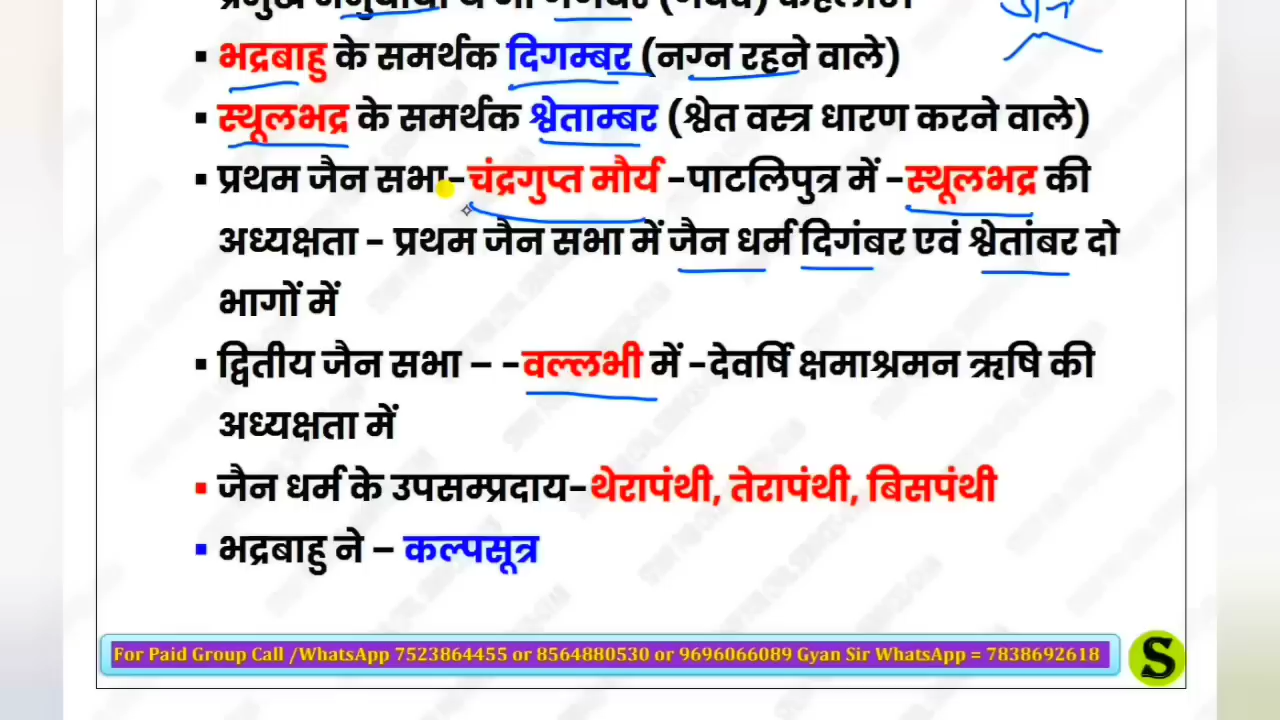 ▪ भद्रबाहु के समर्थक दिगम्बर (नग्न रहने वाले)
▪ स्थूलभद्र के समर्थक श्वेताम्बर (श्वेत वस्त्र धारण करने वाले)
▪ प्रथम जैन सभा-चंद्रगुप्त मौर्य -पाटलिपुत्र में -स्थूलभद्र की
अध्यक्षता - प्रथम जैन सभा में जैन धर्म दिगंबर एवं श्वेतांबर दो
भागों में
▪ द्वितीय जैन सभा – -वल्लभी में -देवर्षि क्षमाश्रमन ऋषि की
अध्यक्षता में
▪ जैन धर्म के उपसम्प्रदाय-थेरापंथी, तेरापंथी, बिसपंथी
▪ भद्रबाहु ने – कल्पसूत्र
For Paid Group Call /WhatsApp 7523864455 or 8564880530 or 9696066089 Gyan Sir WhatsApp = 7838692618
S